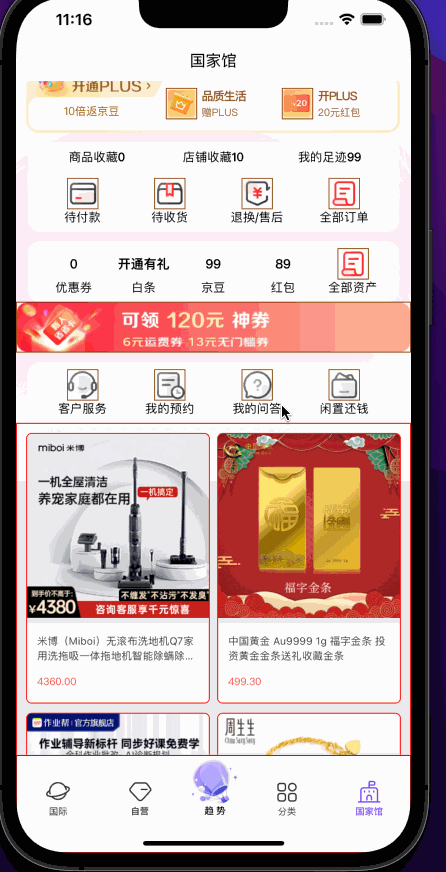 11:16
国家馆
开通PLUS ›
10倍返京豆
品质生活
赠PLUS
20
开PLUS
20元红包
商品收藏0
店铺收藏10
我的足迹99
待付款
待收货
退换/售后
全部订单
0
开通有礼
99
89
优惠券
白条
京豆
红包
全部资产
新人
可领 120元 神券
6元运费券 13元无门槛券
客户服务
我的预约
我的问答
闲置还钱
miboi 米博
一机全屋清洁
养宠家庭都在用
一机搞定
到手价不高于:
¥4380
不缠发*不沾污*不发臭
咨询客服享千元惊喜
米博（Miboi）无滚布洗地机Q7家
用洗拖吸一体拖地机智能除螨除...
4360.00
福
Au 9999 1g
福字金条
中国黄金 Au9999 1g 福字金条 投
资黄金金条送礼收藏金条
499.30
作业帮 官方旗舰店
作业辅导新标杆 同步好课免费学
周生生
Chow Sang Sang
国际
自营
趋势
分类
国家馆